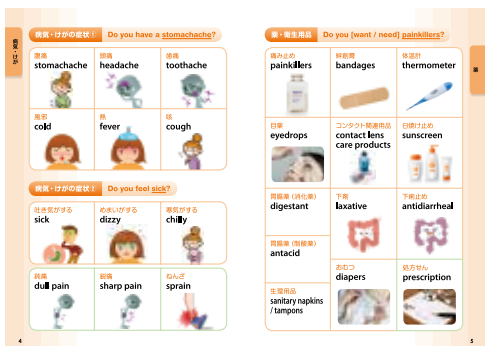 病気・けが
病気・けがの症状1 Do you have a stomachache?
腹痛
stomachache
頭痛
headache
歯痛
toothache
風邪
cold
熱
fever
咳
cough
病気・けがの症状2 Do you feel sick?
吐き気がする
sick
めまいがする
dizzy
寒気がする
chilly
鈍痛
dull pain
鋭痛
sharp pain
ねんざ
sprain
4
薬・衛生用品 Do you [want / need] painkillers?
薬
痛み止め
painkillers
絆創膏
bandages
体温計
thermometer
目薬
eyedrops
コンタクト関連用品
contact lens
care products
日焼け止め
sunscreen
胃腸薬（消化薬）
digestant
下剤
laxative
下痢止め
antidiarrheal
胃腸薬（制酸薬）
antacid
おむつ
diapers
処方せん
prescription
生理用品
sanitary napkins
/ tampons
5